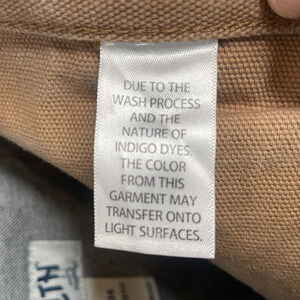 DUE TO THE
WASH PROCESS
AND THE
NATURE OF
INDIGO DYES
THE COLOR
FROM THIS
GARMENT MAY
TRANSFER ONTO
LIGHT SURFACES.